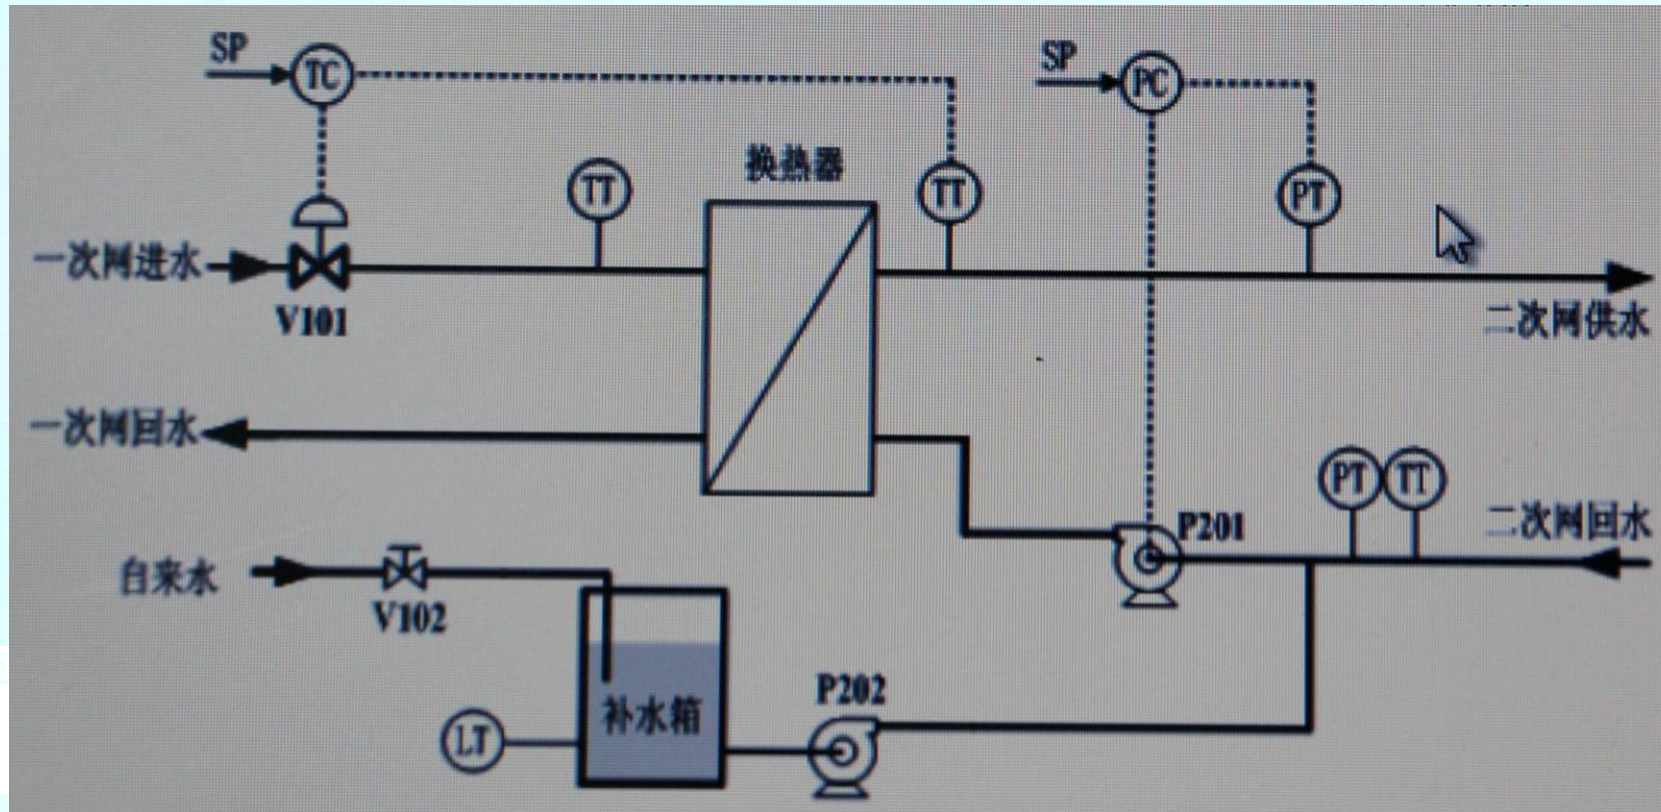 SP
TC
SP
PC
换热器
TT
TT
PT
一次网进水
V101
二次网供水
一次网回水
PT
TT
P201
二次网回水
自来水
V102
P202
补水箱
LT